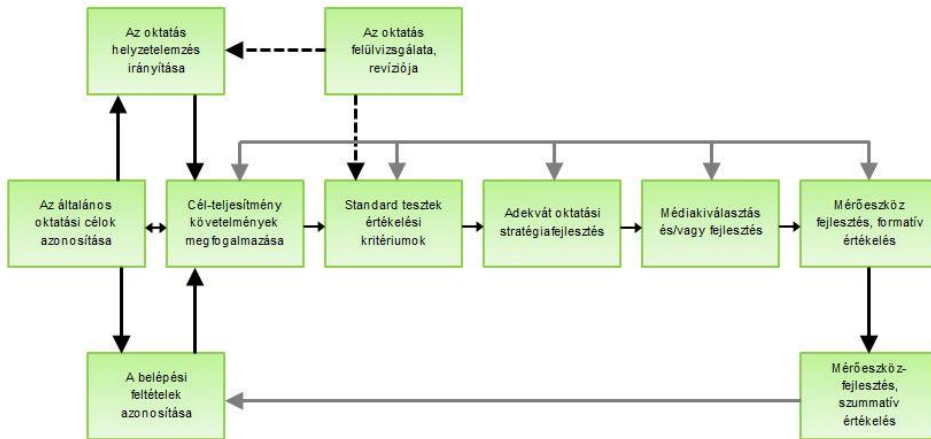 Az oktatás
helyzetelemzés
irányítása
Az oktatás
felülvizsgálata,
revíziója
Az általános
oktatási célok
azonosítása
Cél-teljesítmény
követelmények
megfogalmazása
Standard tesztek
értékelési
kritériumok
Adekvát oktatási
stratégiafejlesztés
Médiakiválasztás
és/vagy fejlesztés
Mérőeszköz
fejlesztés, formatív
értékelés
A belépési
feltételek
azonosítása
Mérőeszköz-
fejlesztés,
szummatív
értékelés